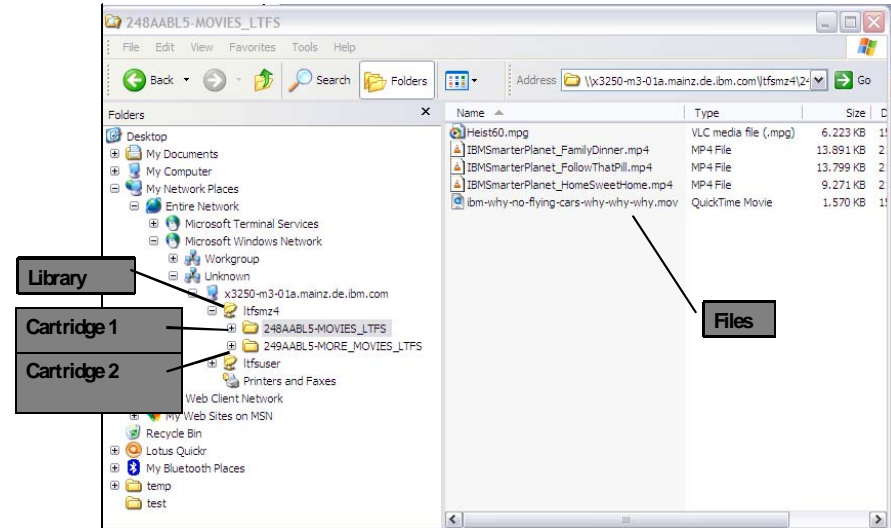 248AABL5-MOVIES_LTFS
File Edit View Favorites Tools Help
Back Search Folders Address \\x3250-m3-01a.mainz.de.ibm.com\ltfsmz4\24 Go
Folders x
Desktop
My Documents
My Computer
My Network Places
Entire Network
Microsoft Terminal Services
Microsoft Windows Network
Workgroup
Unknown
x3250-m3-01a.mainz.de.ibm.com
ltfsmz4
248AABL5-MOVIES_LTFS
249AABL5-MORE_MOVIES_LTFS
ltfsuser
Printers and Faxes
Web Client Network
My Web Sites on MSN
Recycle Bin
Lotus Quickr
My Bluetooth Places
temp
test
Library
Cartridge 1
Cartridge 2
Name Type Size D
Heist60.mpg VLC media file (.mpg) 6.223 KB 15
IBMSmarterPlanet_FamilyDinner.mp4 MP4 File 13.891 KB 2
IBMSmarterPlanet_FollowThatPill.mp4 MP4 File 13.799 KB 2
IBMSmarterPlanet_HomeSweetHome.mp4 MP4 File 9.271 KB 2
ibm-why-no-flying-cars-why-why-why.mov QuickTime Movie 1.570 KB 15
Files